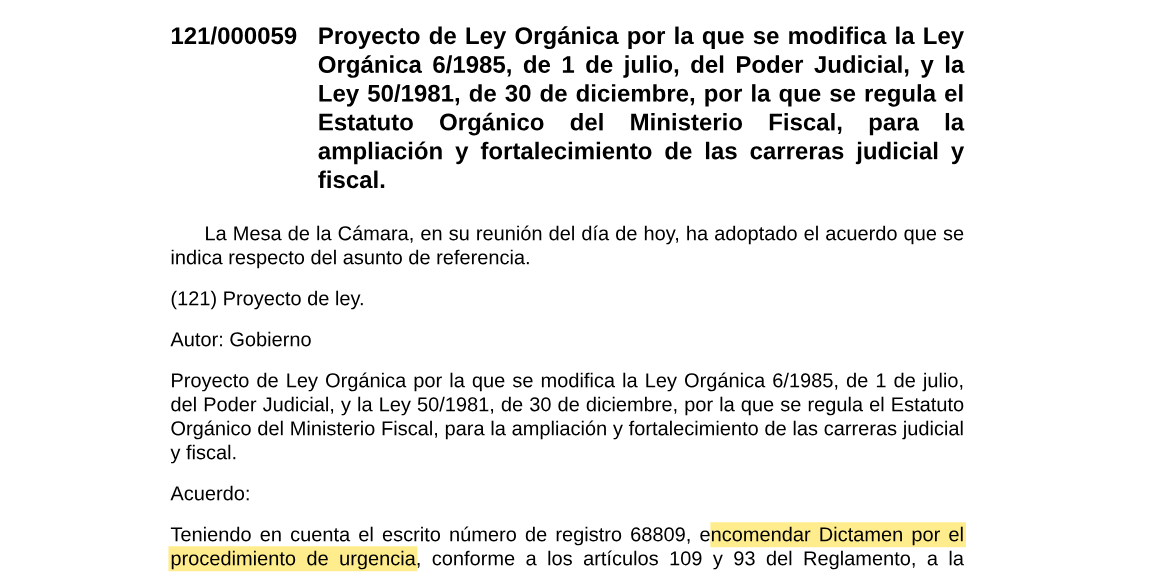 121/000059 Proyecto de Ley Orgánica por la que se modifica la Ley
Orgánica 6/1985, de 1 de julio, del Poder Judicial, y la
Ley 50/1981, de 30 de diciembre, por la que se regula el
Estatuto Orgánico del Ministerio Fiscal, para la
ampliación y fortalecimiento de las carreras judicial y
fiscal.
La Mesa de la Cámara, en su reunión del día de hoy, ha adoptado el acuerdo que se
indica respecto del asunto de referencia.
(121) Proyecto de ley.
Autor: Gobierno
Proyecto de Ley Orgánica por la que se modifica la Ley Orgánica 6/1985, de 1 de julio,
del Poder Judicial, y la Ley 50/1981, de 30 de diciembre, por la que se regula el Estatuto
Orgánico del Ministerio Fiscal, para la ampliación y fortalecimiento de las carreras judicial
y fiscal.
Acuerdo:
Teniendo en cuenta el escrito número de registro 68809, encomendar Dictamen por el
procedimiento de urgencia, conforme a los artículos 109 y 93 del Reglamento, a la